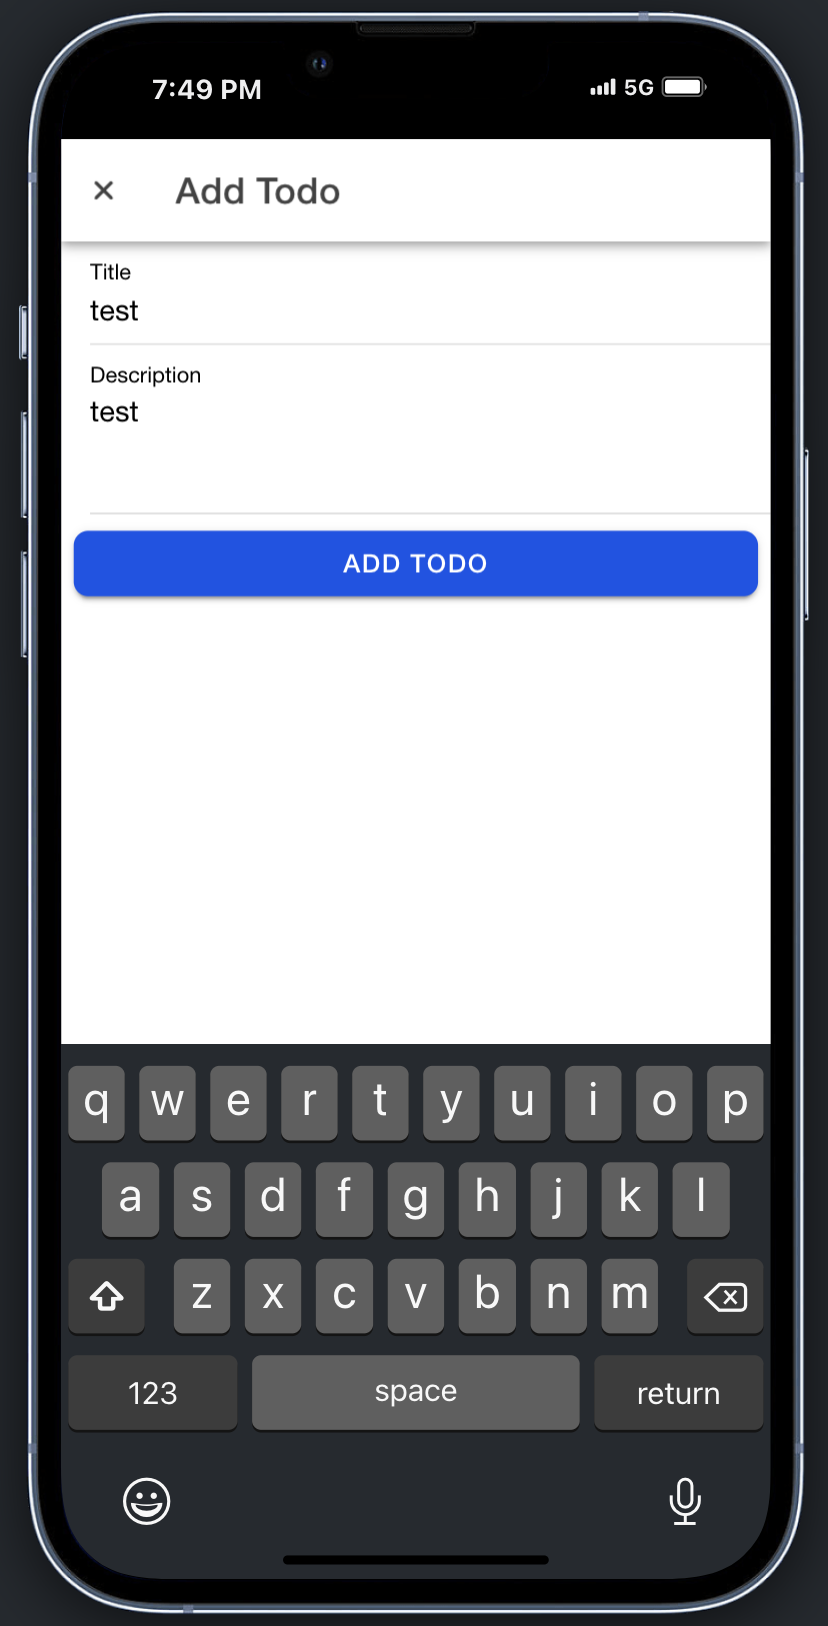 7:49 PM 5G
Add Todo
Title
test
Description
test
ADD TODO
q w e r t y u i o p
a s d f g h j k l
z x c v b n m
123 space return